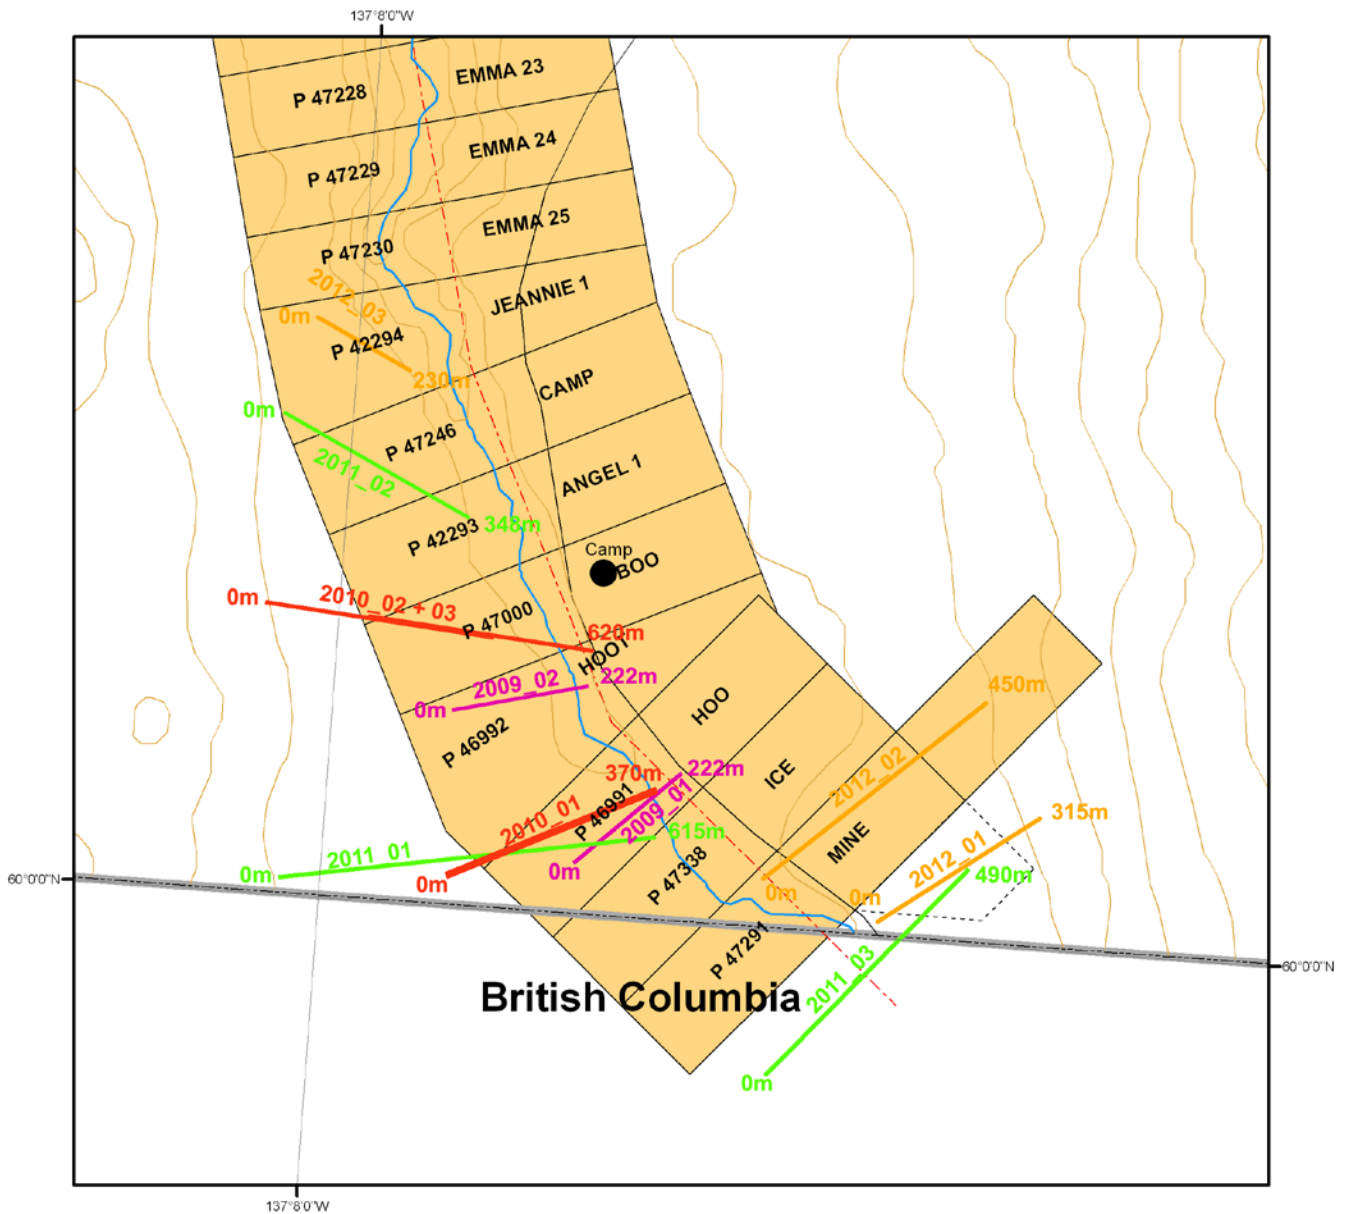 137°8'0"W
EMMA 23
P 47228
EMMA 24
P 47229
EMMA 25
P 47230
2012_03
JEANNIE 1
0m
P 42294
230m
CAMP
0m
P 47246
2011_02
ANGEL 1
348m
P 42293
Camp
BOO
0m
2010_02 + 03
P 47000
620m
HOO1
222m
2009_02
0m
450m
HOO
P 46992
370m
222m
ICE
2012_02
P 46991
2010_01
2009_01
315m
615m
MINE
2011_01
0m
0m
0m
2012_01
490m
60°0'0"N
P 47338
0m
0m
P 47291
60°0'0"N
2011_03
British Columbia
0m
137°8'0"W